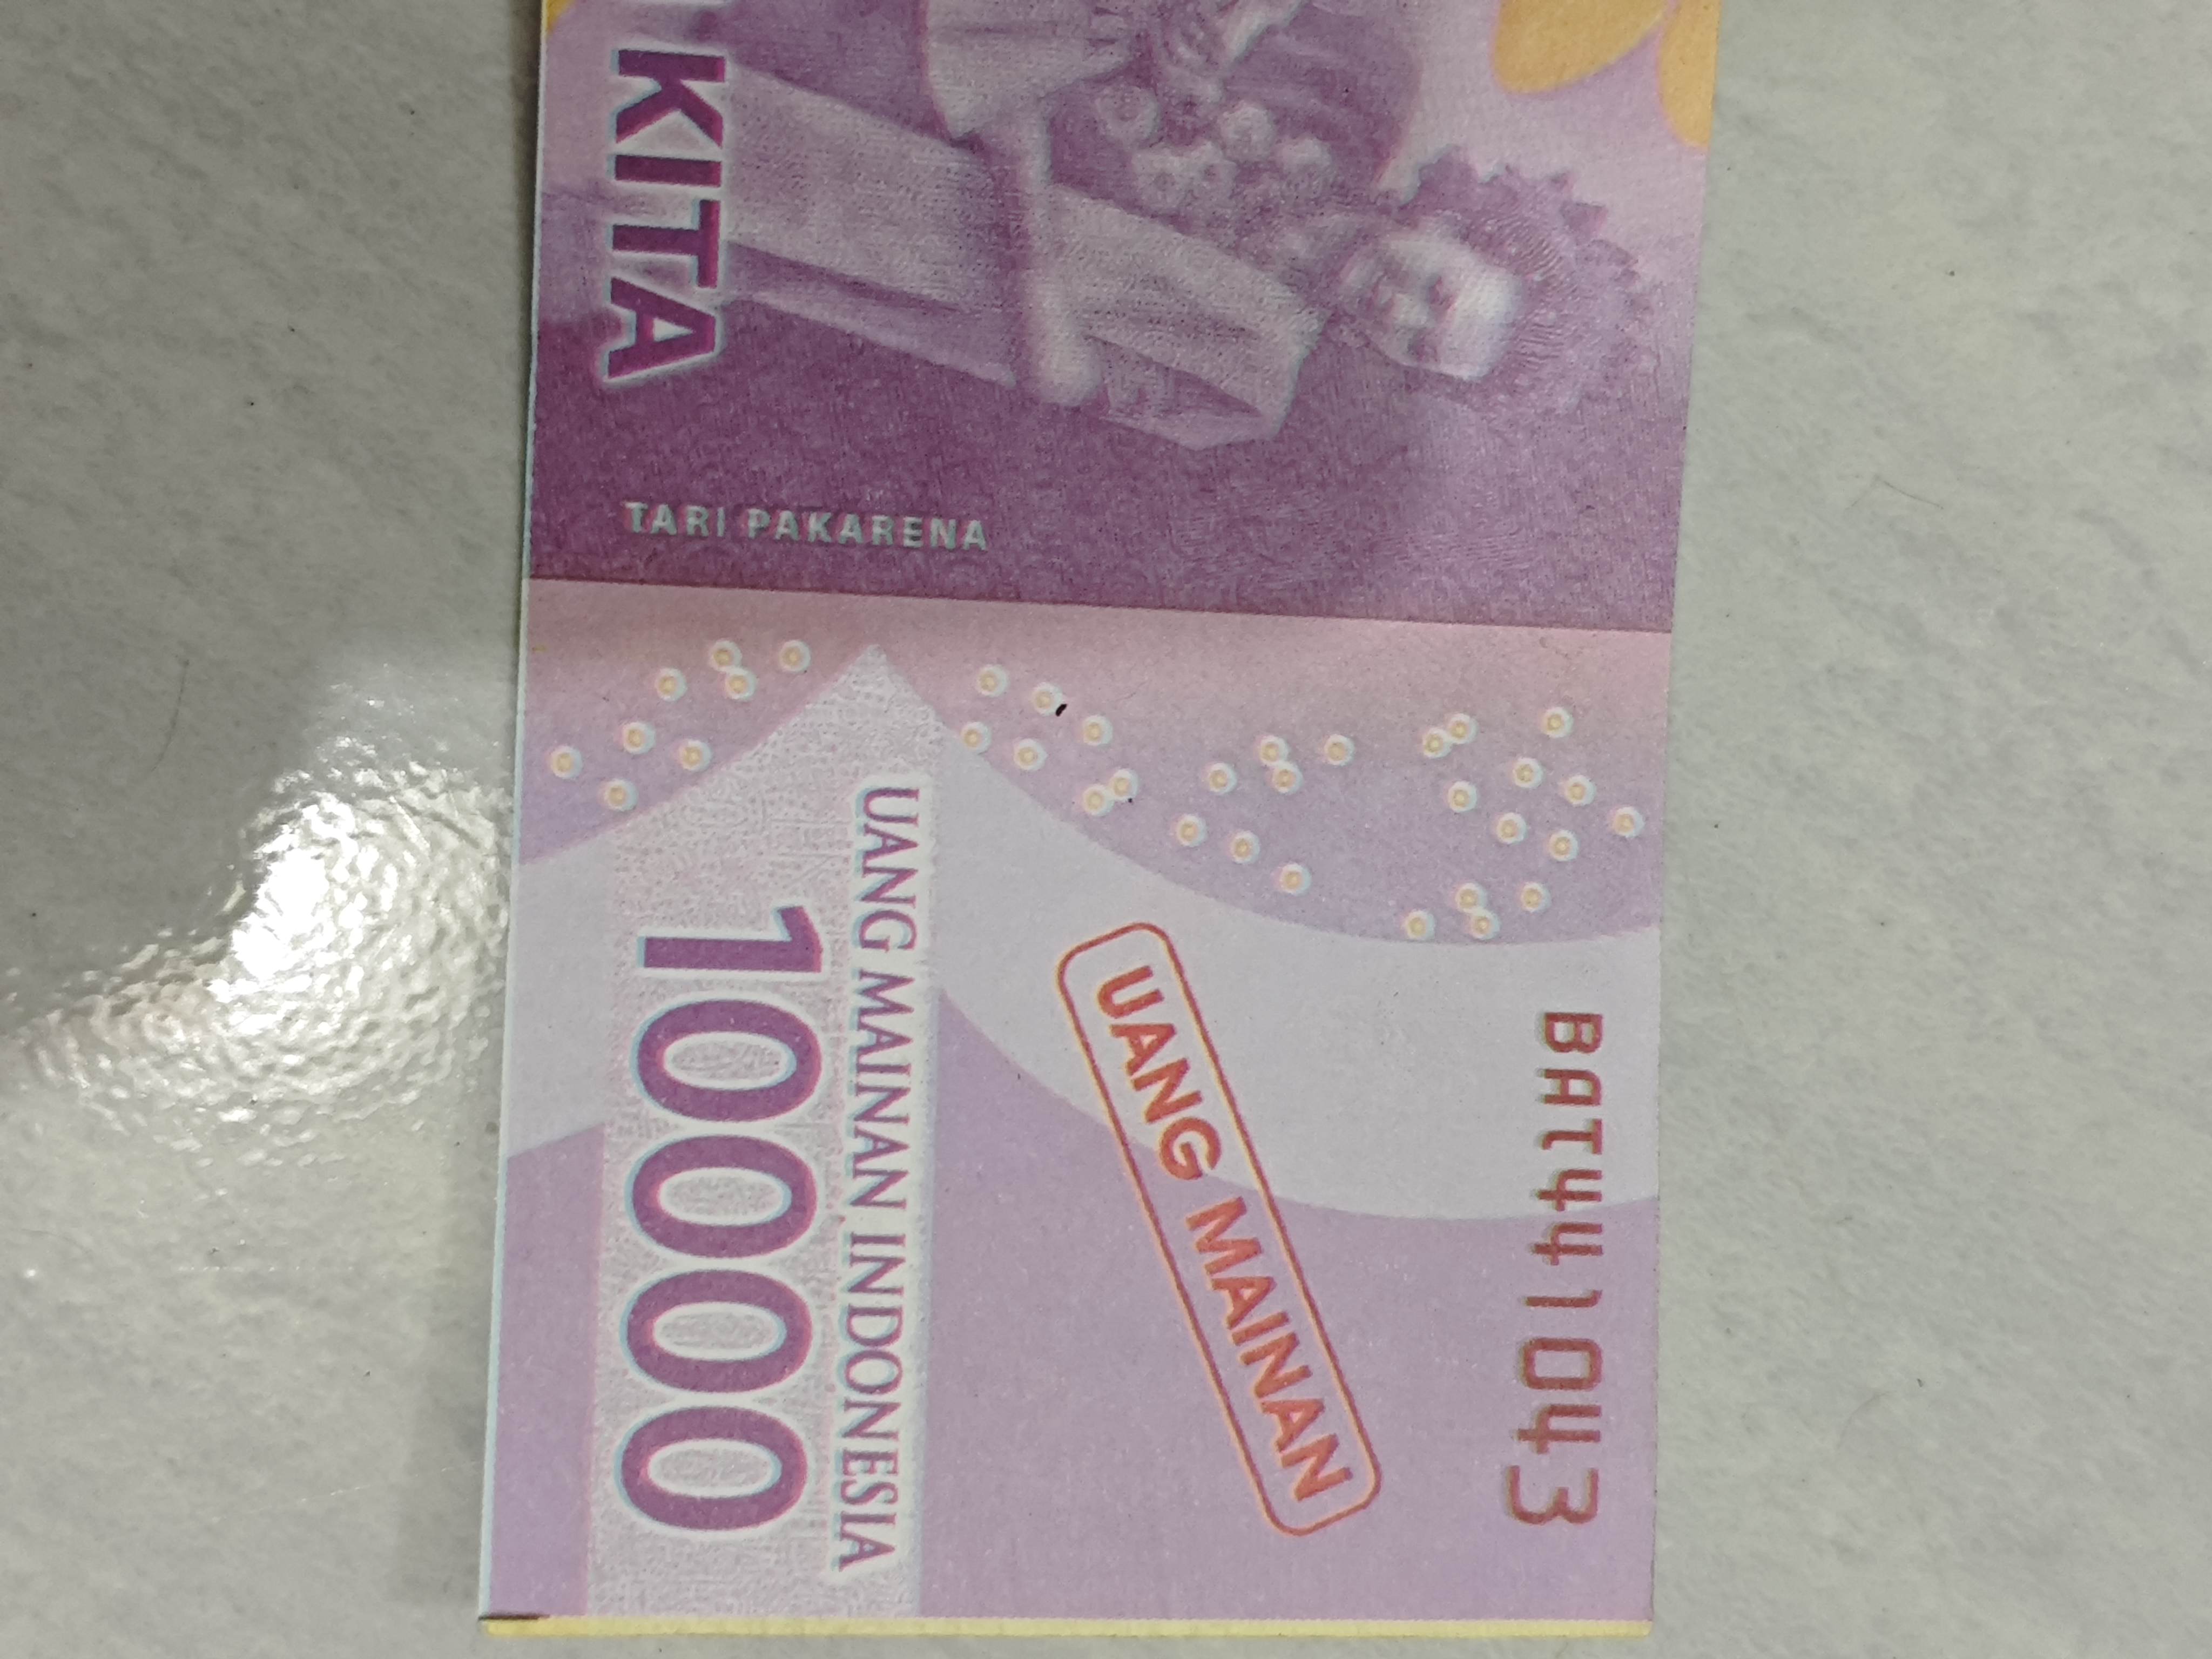 KITA
TARI PAKARENA
BAT441043
UANG MAINAN
UANG MAINAN INDONESIA
10000